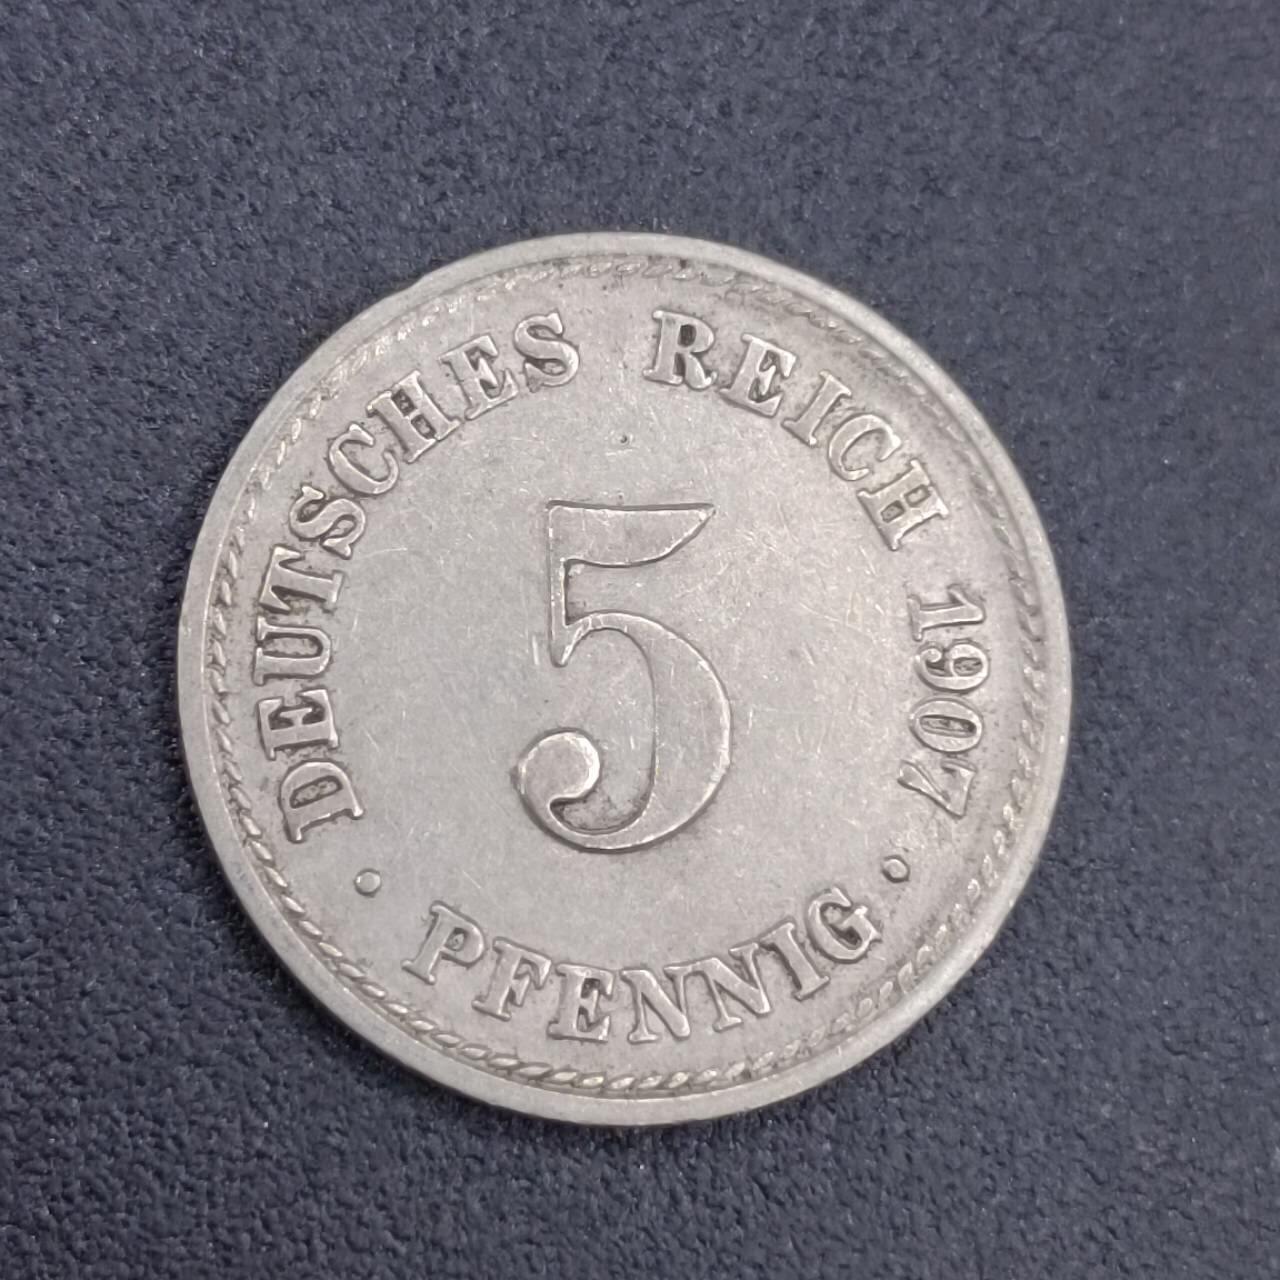 DEUTSCHES REICH 1907
5
· PFENNIG ·